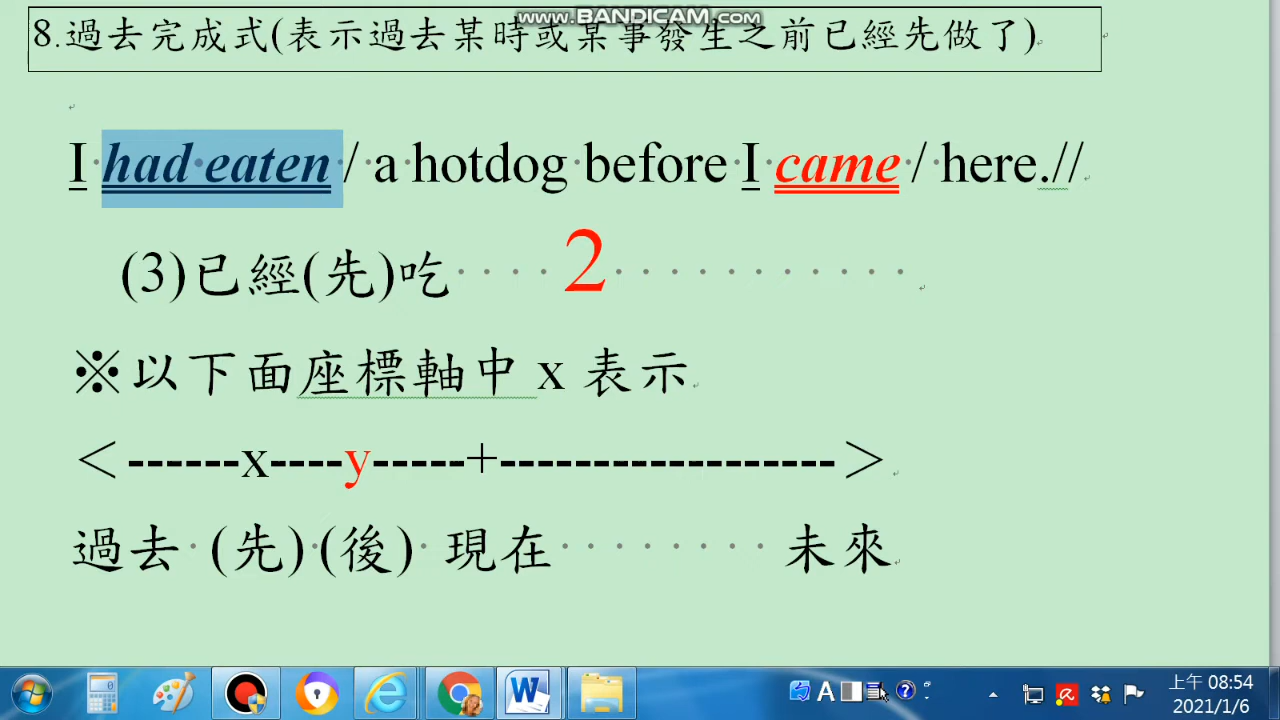 www.BANDICAM.com
8.過去完成式(表示過去某時或某事發生之前已經先做了)
I had eaten / a hotdog before I came / here.//
(3)已經(先)吃 2
※以下面座標軸中 x 表示
<------x----y-----+------------------>
過去 (先)(後) 現在 未來
上午 08:54
2021/1/6